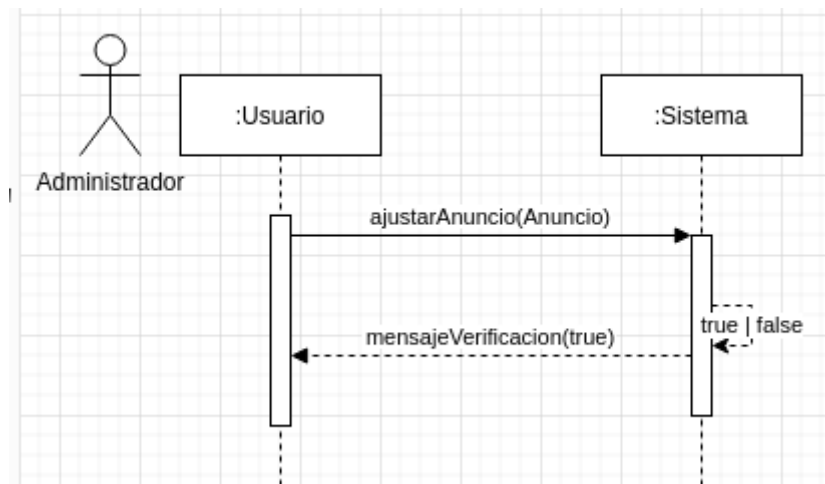 :Usuario
:Sistema
Administrador
ajustarAnuncio(Anuncio)
true | false
mensajeVerificacion(true)